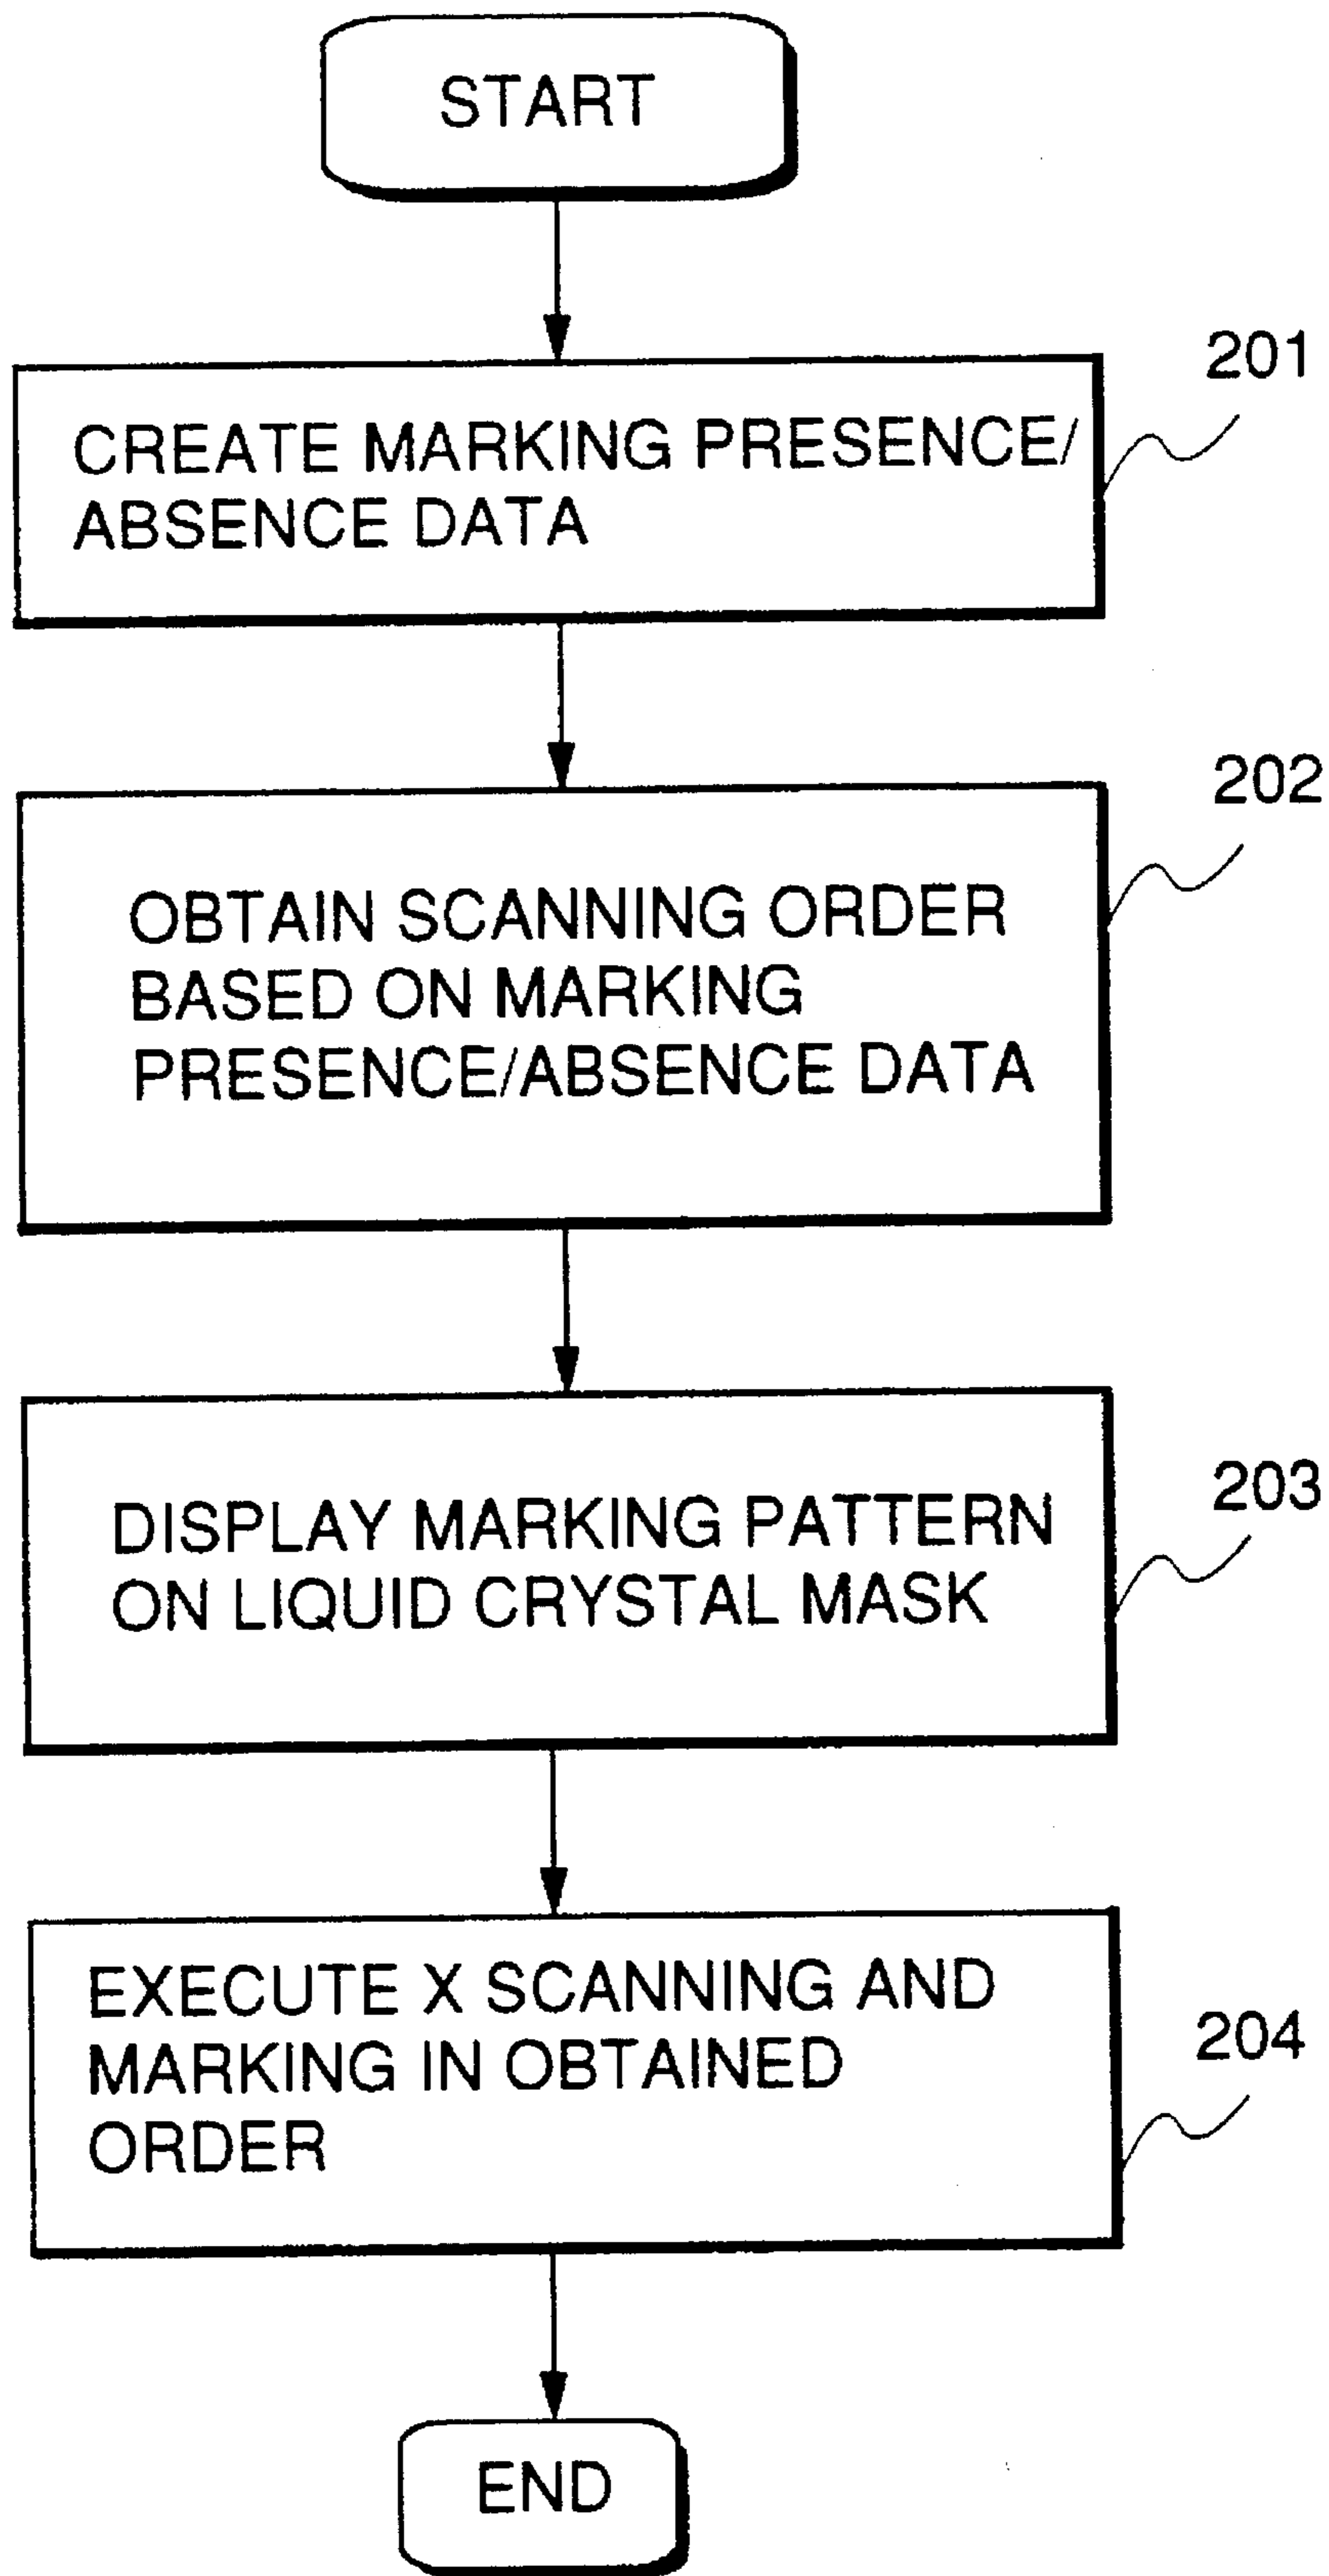 START
201
CREATE MARKING PRESENCE/
ABSENCE DATA
202
OBTAIN SCANNING ORDER
BASED ON MARKING
PRESENCE/ABSENCE DATA
203
DISPLAY MARKING PATTERN
ON LIQUID CRYSTAL MASK
EXECUTE X SCANNING AND
MARKING IN OBTAINED
ORDER
204
END